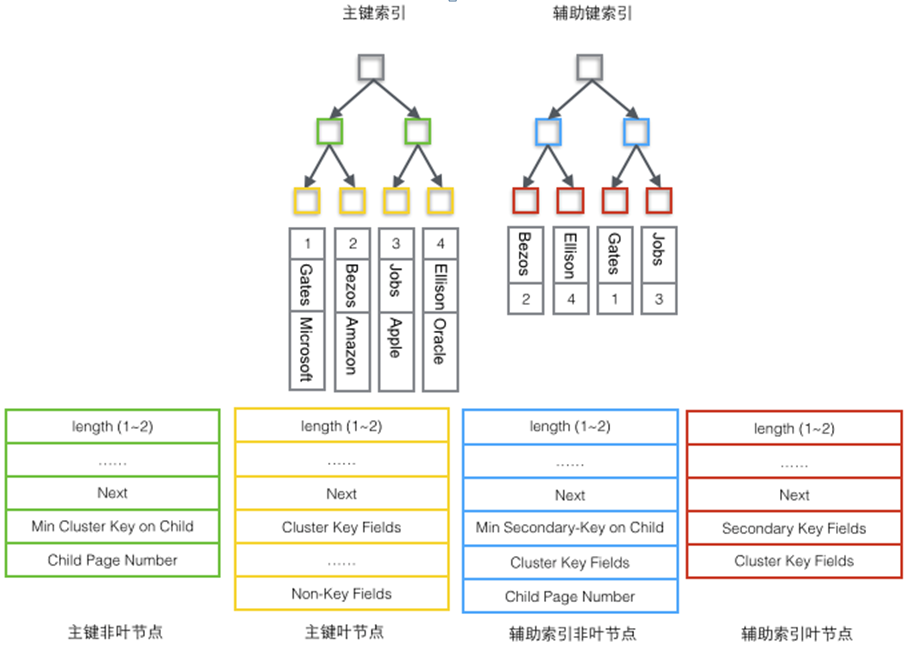 主键索引
辅助键索引
1
Gates
Microsoft
2
Bezos
Amazon
3
Jobs
Apple
4
Ellison
Oracle
Bezos
2
Ellison
4
Gates
1
Jobs
3
length (1~2)
……
Next
Min Cluster Key on Child
Child Page Number
主键非叶节点
length (1~2)
……
Next
Cluster Key Fields
……
Non-Key Fields
主键叶节点
length (1~2)
……
Next
Min Secondary-Key on Child
Cluster Key Fields
Child Page Number
辅助索引非叶节点
length (1~2)
……
Next
Secondary Key Fields
Cluster Key Fields
辅助索引叶节点